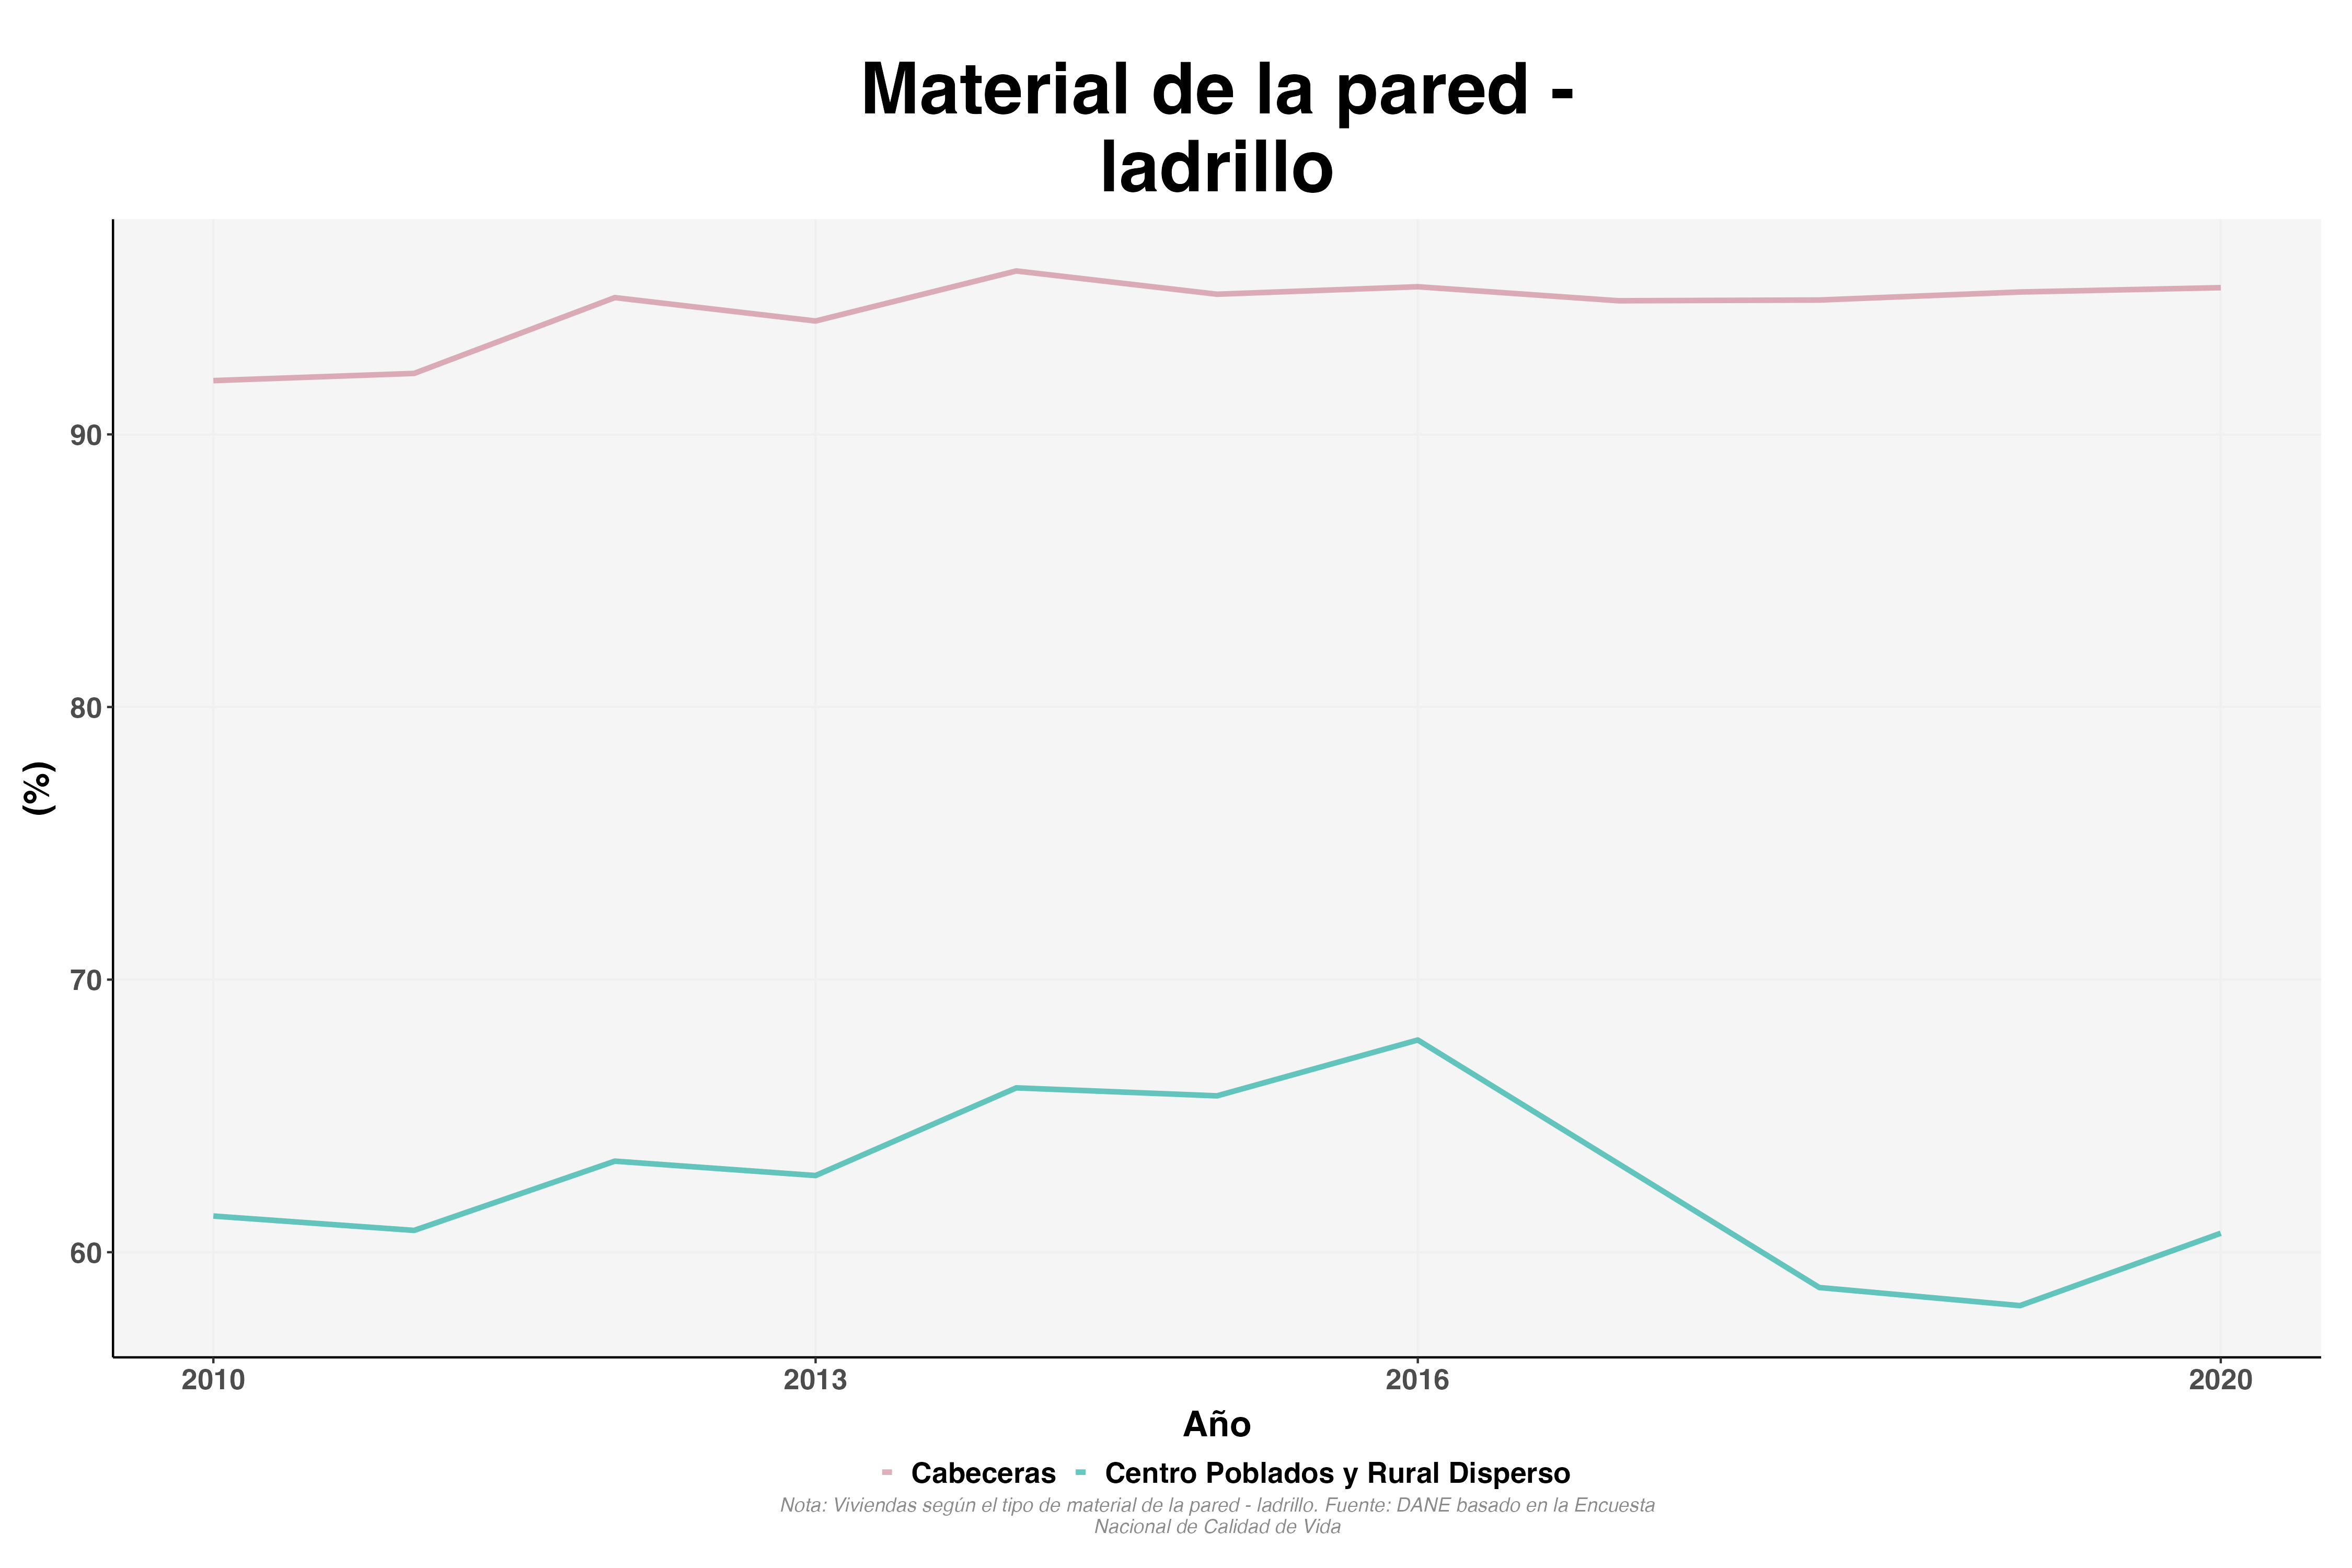 Material de la pared -
ladrillo
(%)
90
80
70
60
2010
2013
2016
2020
Año
Cabeceras
Centro Poblados y Rural Disperso
Nota: Viviendas según el tipo de material de la pared - ladrillo. Fuente: DANE basado en la Encuesta
Nacional de Calidad de Vida